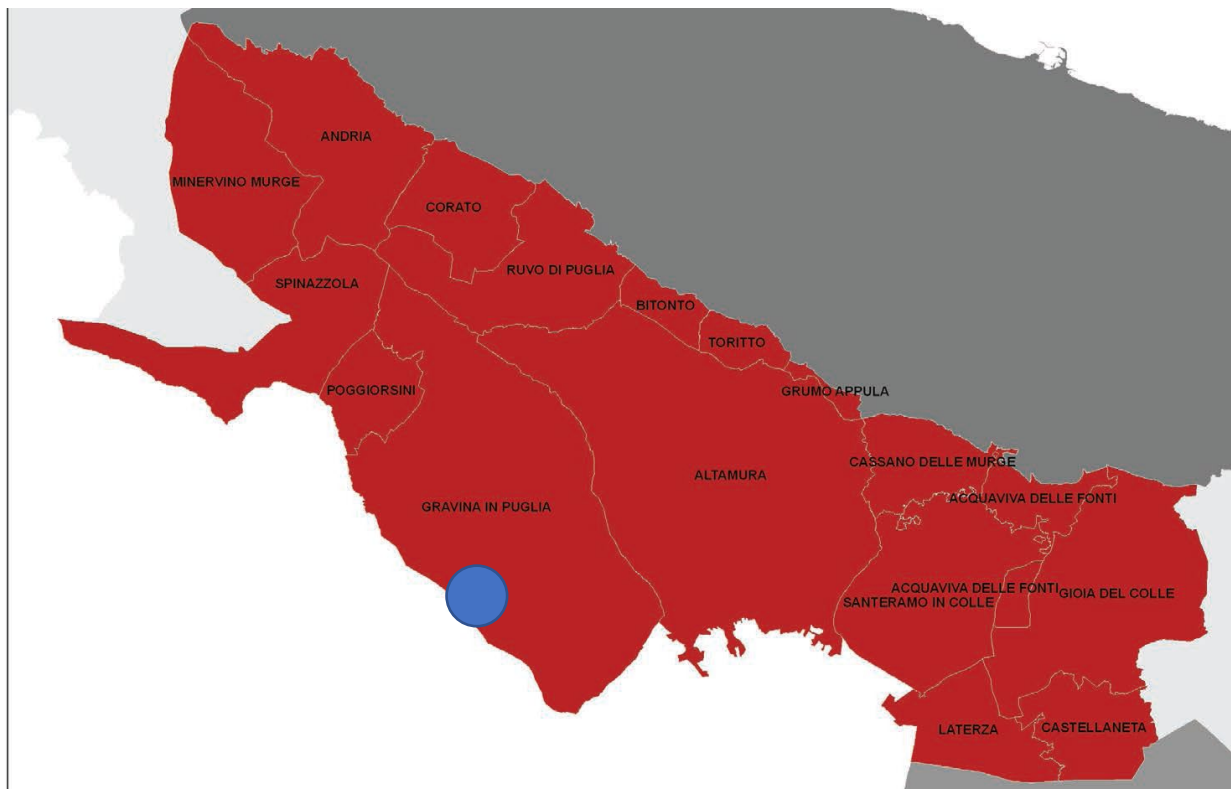 ANDRIA
MINERVINO MURGE
CORATO
RUVO DI PUGLIA
SPINAZZOLA
BITONTO
TORITTO
POGGIORSINI
GRUMO APPULA
CASSANO DELLE MURGE
ALTAMURA
ACQUAVIVA DELLE FONTI
GRAVINA IN PUGLIA
ACQUAVIVA DELLE FONTI
GIOIA DEL COLLE
SANTERAMO IN COLLE
LATERZA
CASTELLANETA